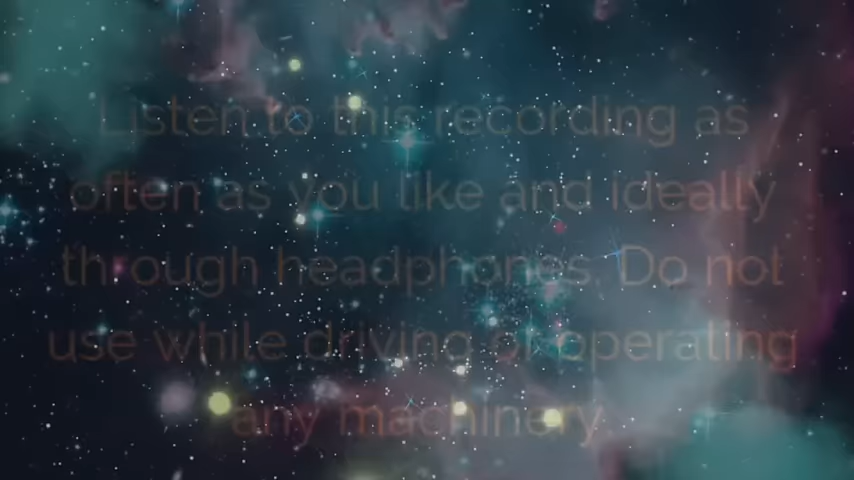 Listen to this recording as
often as you like and ideally
through headphones. Do not
use while driving or operating
any machinery